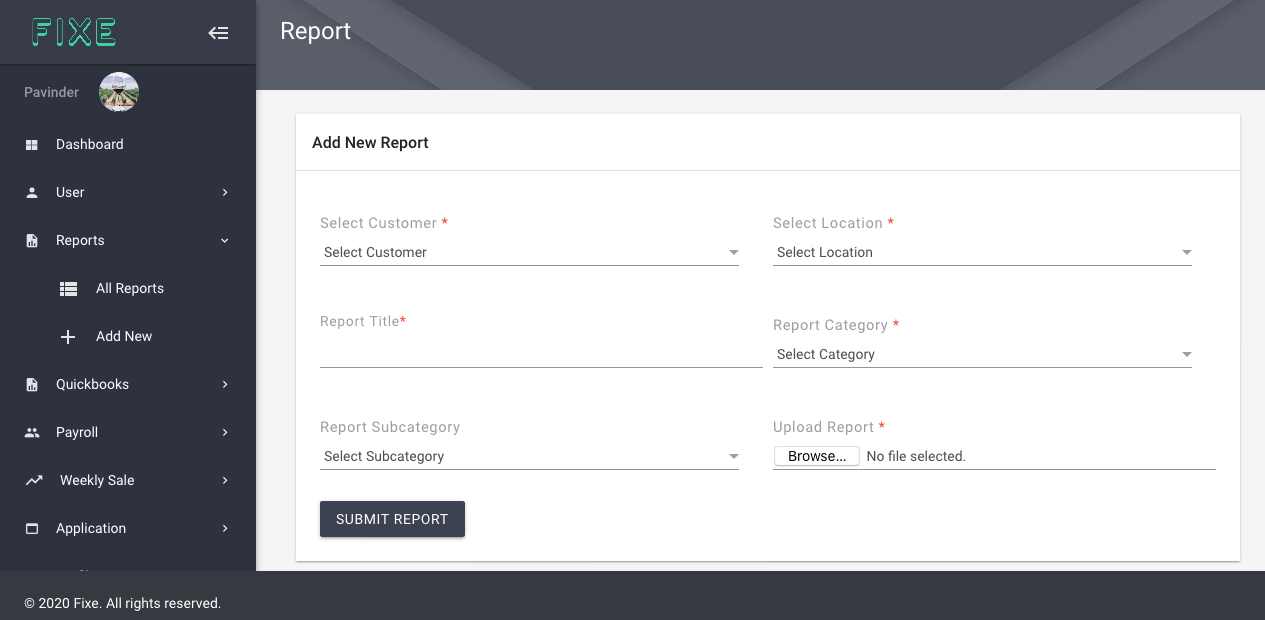 FIXE
Report
Pavinder
Dashboard
User
Reports
All Reports
Add New
Quickbooks
Payroll
Weekly Sale
Application
Add New Report
Select Customer *
Select Customer
Select Location *
Select Location
Report Title*
Report Category *
Select Category
Report Subcategory
Select Subcategory
Upload Report *
Browse... No file selected.
SUBMIT REPORT
© 2020 Fixe. All rights reserved.